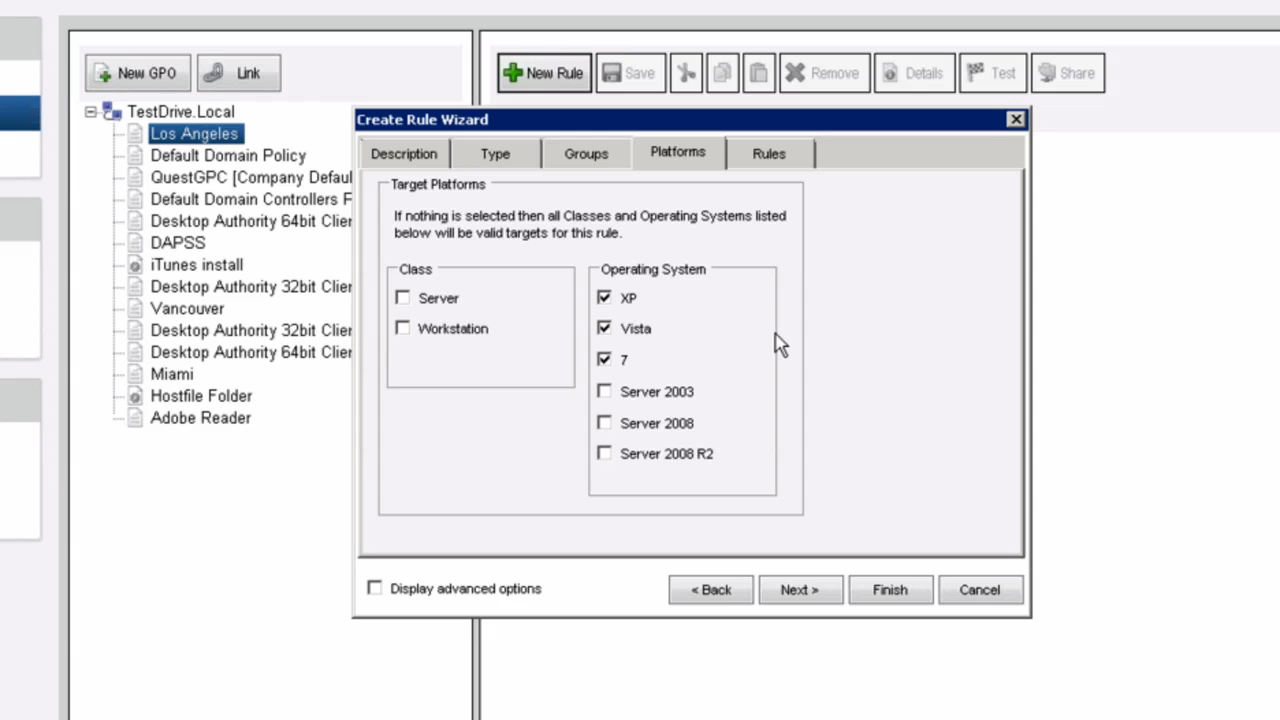 New GPO
Link
New Rule
Save
Remove
Details
Test
Share
TestDrive.Local
Los Angeles
Default Domain Policy
QuestGPC [Company Defaul
Default Domain Controllers F
Desktop Authority 64bit Clier
DAPSS
iTunes install
Desktop Authority 32bit Clier
Vancouver
Desktop Authority 32bit Clier
Desktop Authority 64bit Clier
Miami
Hostfile Folder
Adobe Reader
Create Rule Wizard
Description
Type
Groups
Platforms
Rules
Target Platforms
If nothing is selected then all Classes and Operating Systems listed
below will be valid targets for this rule.
Class
Server
Workstation
Operating System
XP
Vista
7
Server 2003
Server 2008
Server 2008 R2
Display advanced options
< Back
Next >
Finish
Cancel